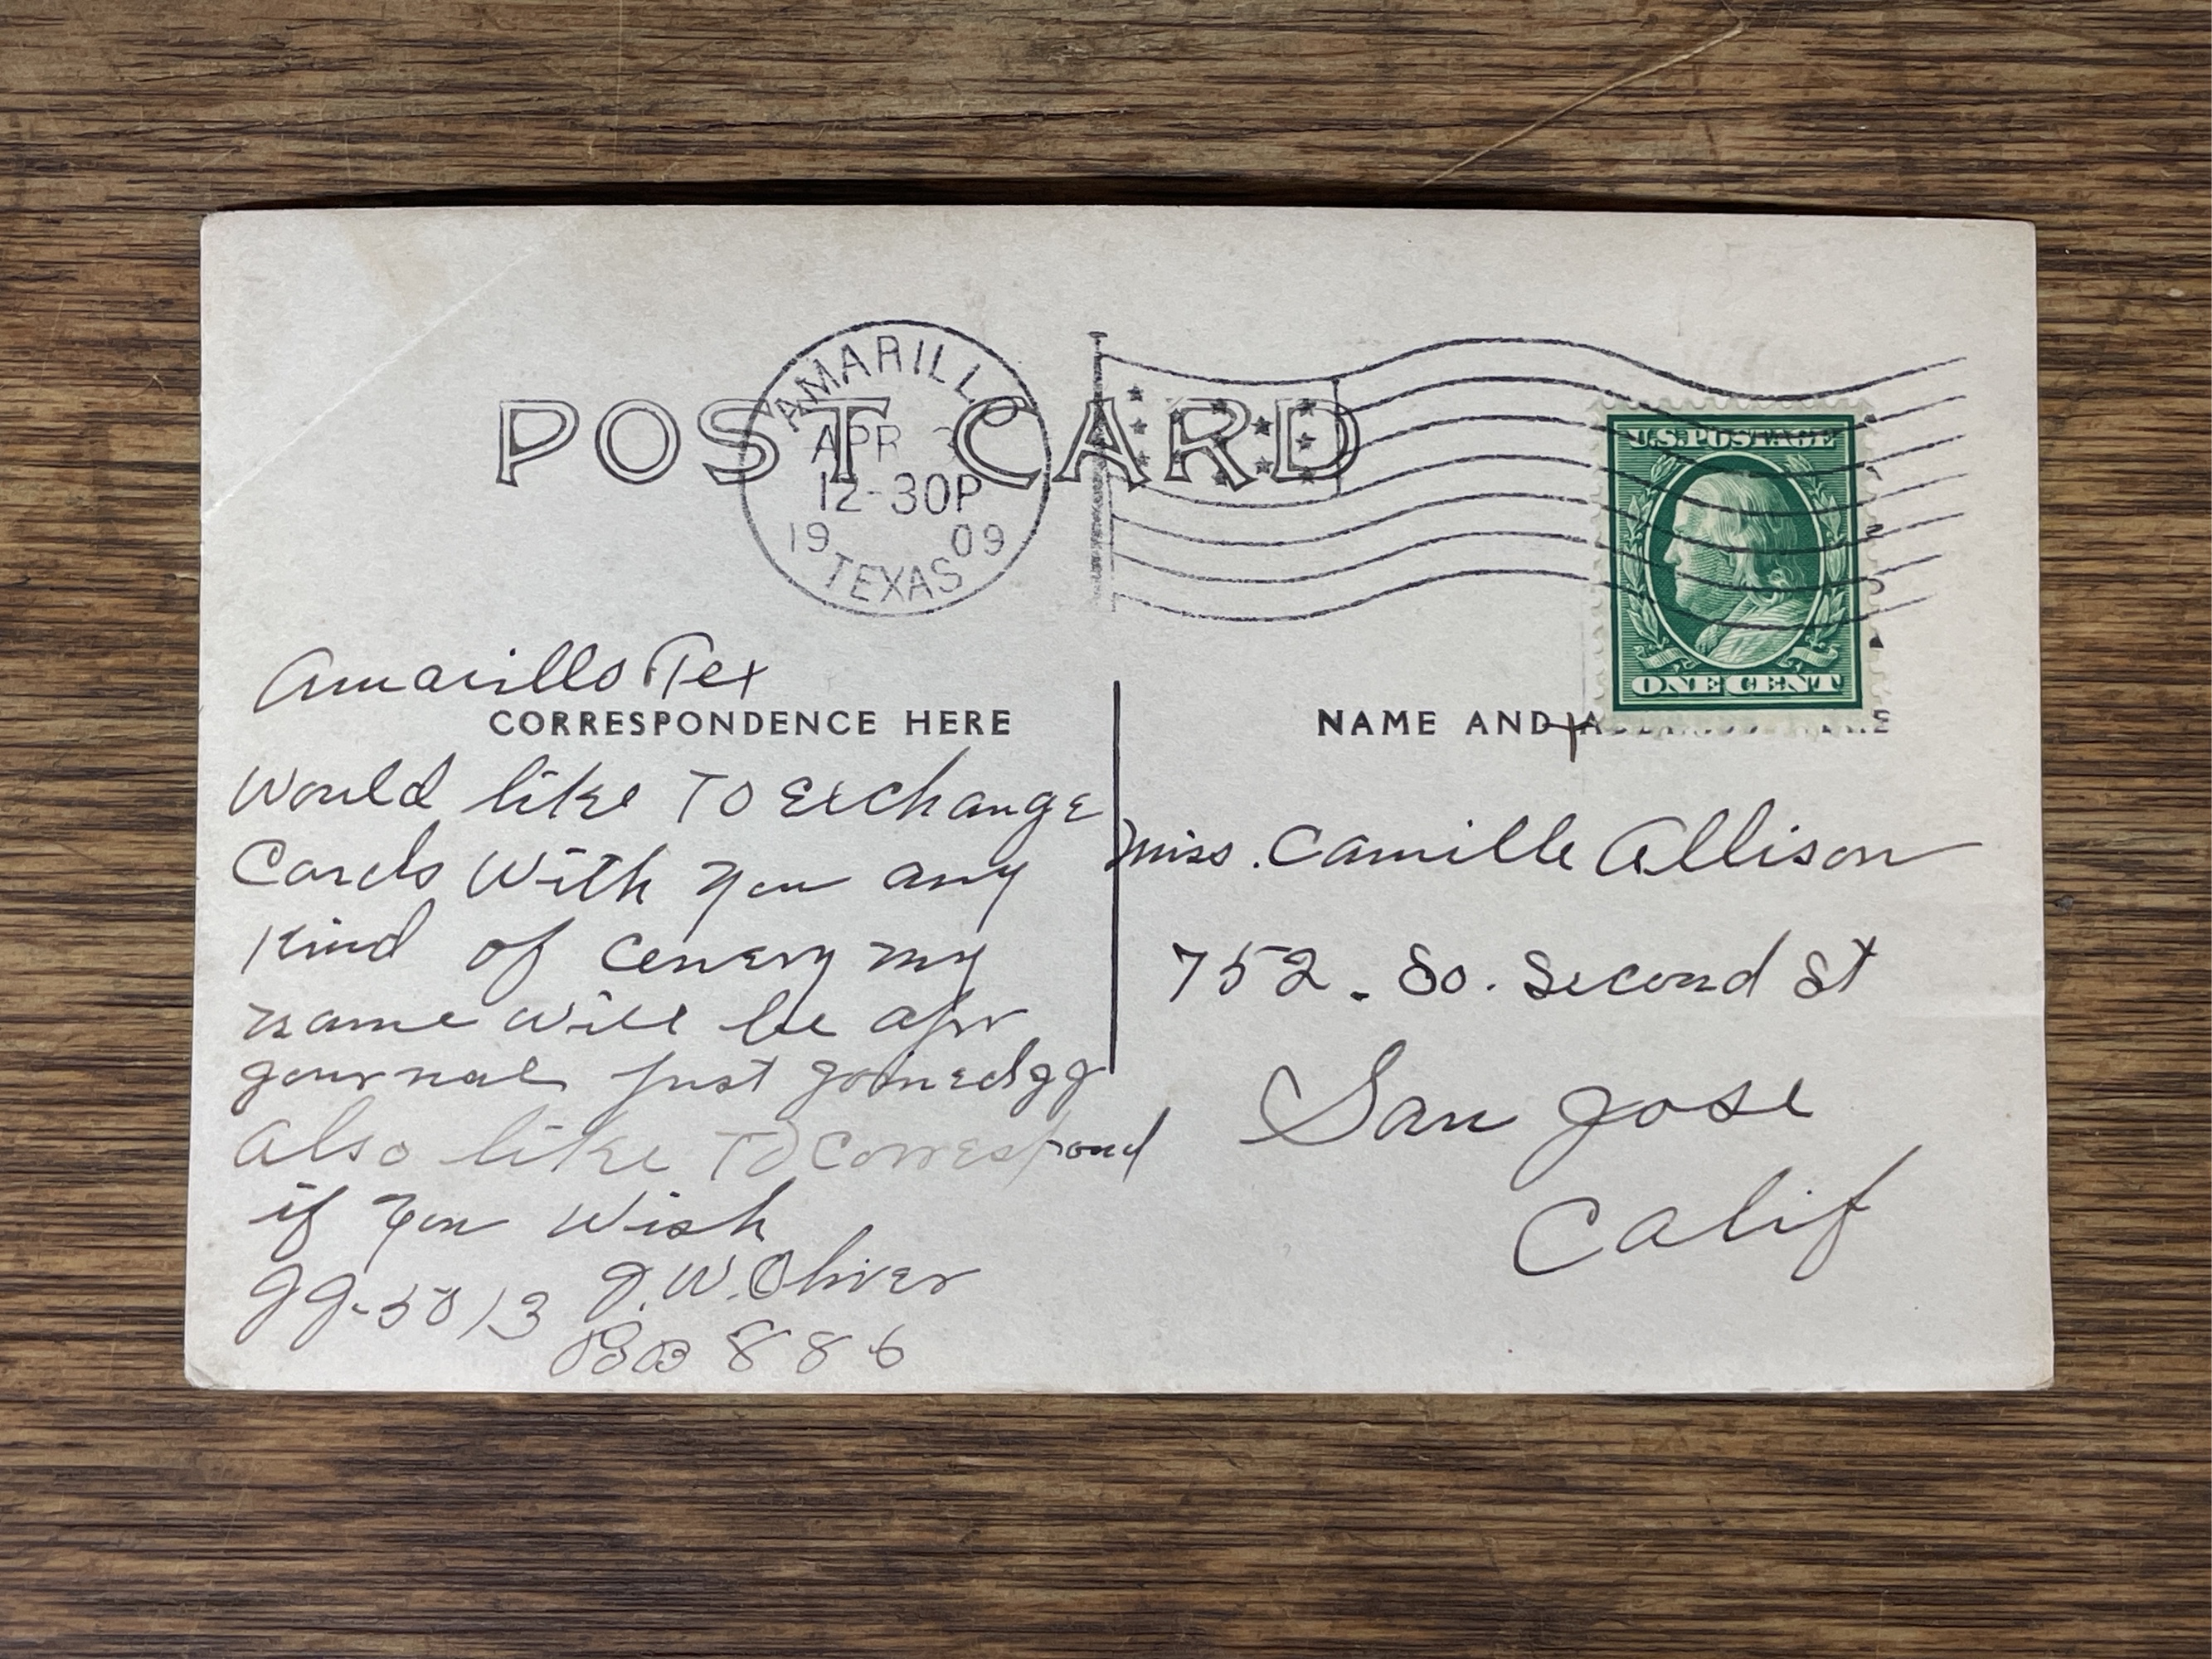 AMARILLO
APR 3
12-30P
19 09
TEXAS
POST CARD
U.S. POSTAGE
ONE CENT
Amarillo Tex
CORRESPONDENCE HERE
NAME AND A
Would like To Exchange
Cards With you any
Kind of cenery my
name will be apr
journal just joined J J
Also like To Correspond
if you Wish
JJ-5013 J.W. Oliver
Box 886
Miss. Camille Allison
752. So. Second St
San Jose
Calif